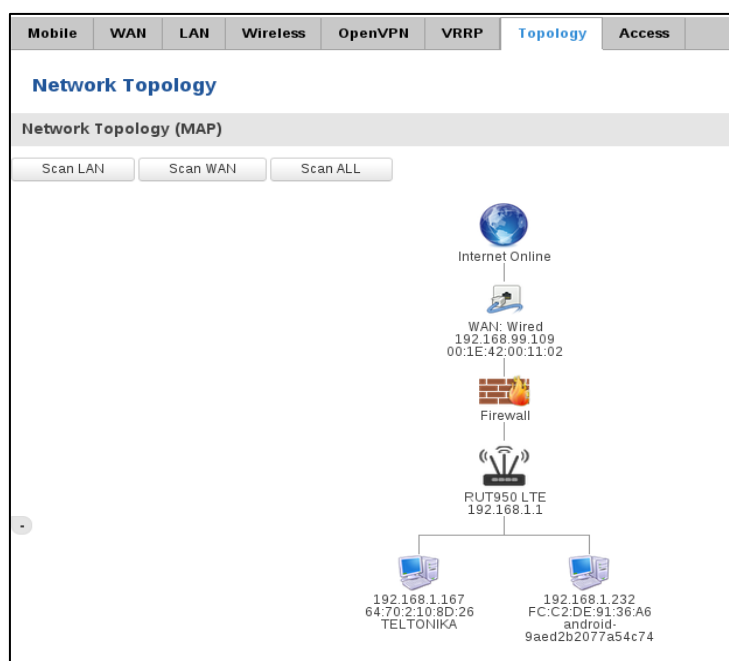 Mobile WAN LAN Wireless OpenVPN VRRP Topology Access
Network Topology
Network Topology (MAP)
Scan LAN Scan WAN Scan ALL
Internet Online
WAN: Wired
192.168.99.109
00:1E:42:00:11:02
Firewall
RUT950 LTE
192.168.1.1
-
192.168.1.167
64:70:2:10:8D:26
TELTONIKA
192.168.1.232
FC:C2:DE:91:36:A6
android-
9aed2b2077a54c74